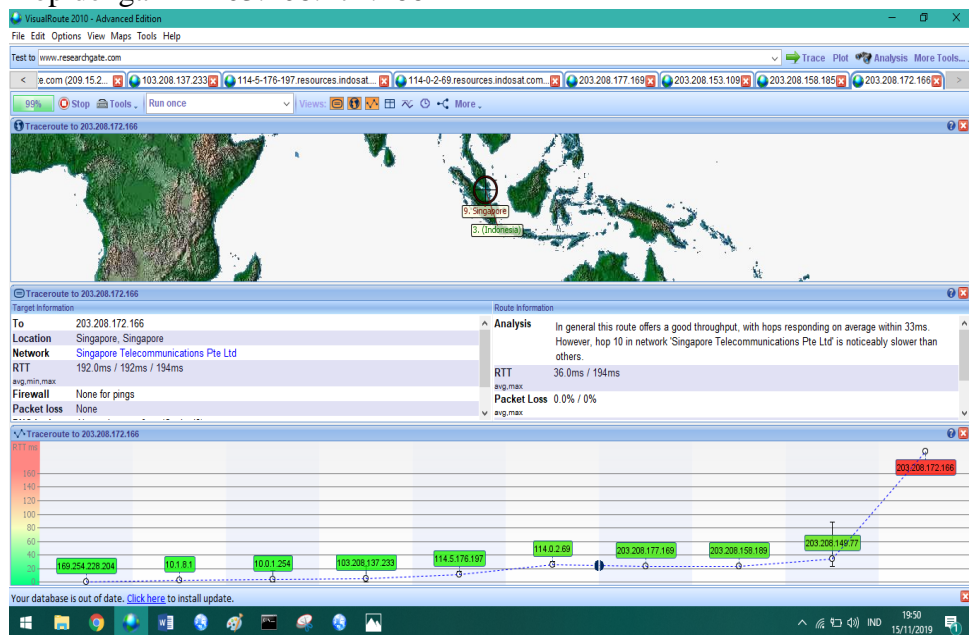 VisualRoute 2010 - Advanced Edition
File Edit Options View Maps Tools Help
Test to www.researchgate.com Trace Plot Analysis More Tools...
< e.com (209.15.2... 103.208.137.233 114-5-176-197.resources.indosat.... 114-0-2-69.resources.indosat.com... 203.208.177.169 203.208.153.109 203.208.158.185 203.208.172.166 >
99% Stop Tools Run once Views: More
Traceroute to 203.208.172.166
9. Singapore
3. (Indonesia)
Traceroute to 203.208.172.166
Target Information
To 203.208.172.166
Location Singapore, Singapore
Network Singapore Telecommunications Pte Ltd
RTT 192.0ms / 192ms / 194ms
avg,min,max
Firewall None for pings
Packet loss None
Route Information
Analysis In general this route offers a good throughput, with hops responding on average within 33ms.
However, hop 10 in network 'Singapore Telecommunications Pte Ltd' is noticeably slower than
others.
RTT 36.0ms / 194ms
avg,max
Packet Loss 0.0% / 0%
avg,max
Traceroute to 203.208.172.166
RTT ms
160
140
120
100
80
60
40
20
0
169.254.228.204
10.1.8.1
10.0.1.254
103.208.137.233
114.5.176.197
114.0.2.69
203.208.177.169
203.208.158.189
203.208.149.77
203.208.172.166
Your database is out of date. Click here to install update.
IND
19:50
15/11/2019
1